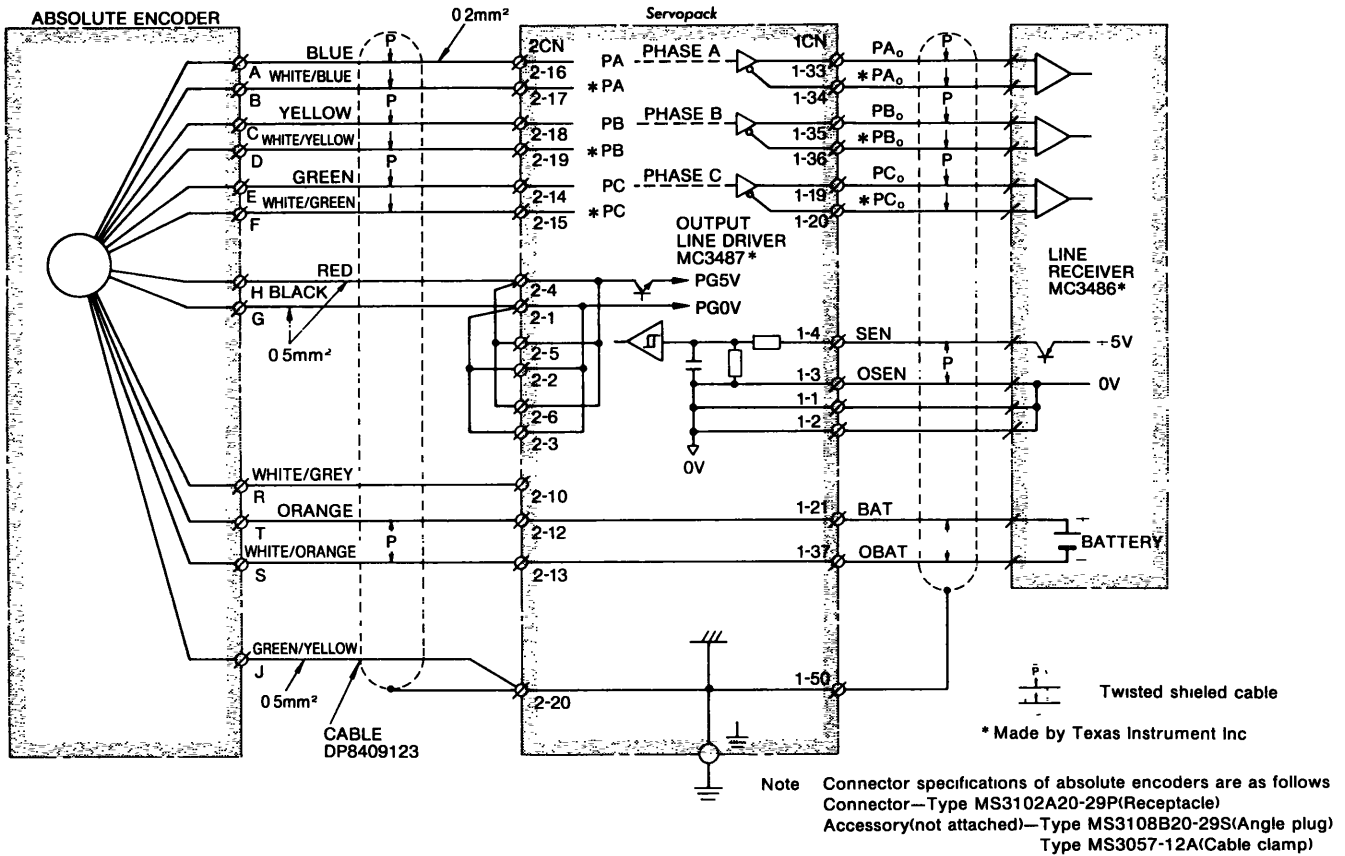 ABSOLUTE ENCODER
0 2mm²
Servopack
BLUE
P
2CN
PA
PHASE A
1CN
PAₒ
P
A
WHITE/BLUE
2-16
*PA
1-33
*PAₒ
B
P
2-17
1-34
P
YELLOW
PB
PHASE B
PBₒ
C
WHITE/YELLOW
2-18
*PB
1-35
*PBₒ
D
P
2-19
1-36
P
GREEN
PC
PHASE C
PCₒ
E
WHITE/GREEN
2-14
*PC
1-19
*PCₒ
F
2-15
1-20
OUTPUT
LINE DRIVER
MC3487*
LINE
RECEIVER
MC3486*
RED
H
BLACK
2-4
PG5V
G
2-1
PG0V
0 5mm²
2-5
2-2
2-6
2-3
1-4
SEN
+5V
P
1-3
OSEN
0V
1-1
1-2
0V
WHITE/GREY
R
2-10
ORANGE
T
2-12
1-21
BAT
+
P
BATTERY
WHITE/ORANGE
S
2-13
1-37
OBAT
−
GREEN/YELLOW
J
0 5mm²
2-20
1-50
CABLE
DP8409123
P
Twisted shieled cable
*Made by Texas Instrument Inc
Note Connector specifications of absolute encoders are as follows
Connector—Type MS3102A20-29P(Receptacle)
Accessory(not attached)—Type MS3108B20-29S(Angle plug)
Type MS3057-12A(Cable clamp)